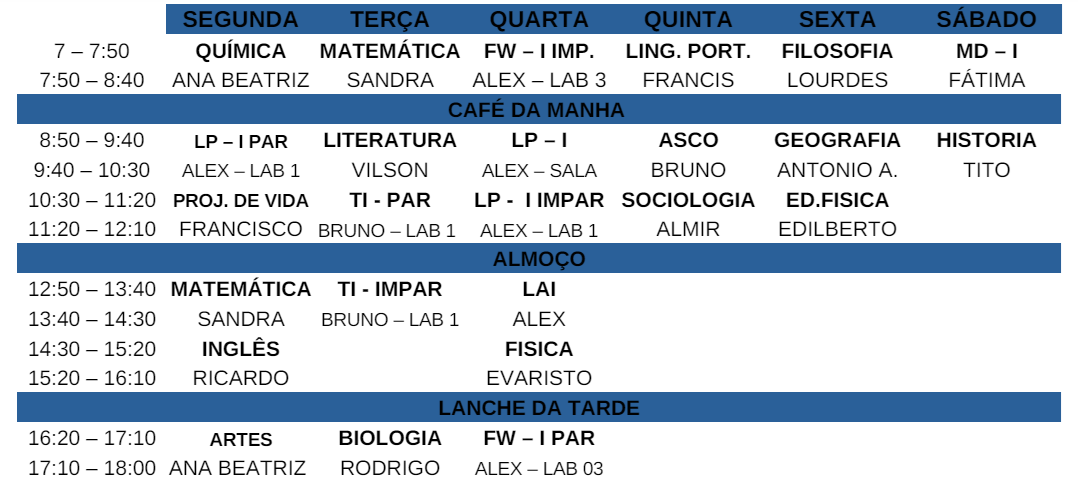 SEGUNDA TERÇA QUARTA QUINTA SEXTA SÁBADO
7 – 7:50 QUÍMICA MATEMÁTICA FW – I IMP. LING. PORT. FILOSOFIA MD – I
7:50 – 8:40 ANA BEATRIZ SANDRA ALEX – LAB 3 FRANCIS LOURDES FÁTIMA
CAFÉ DA MANHA
8:50 – 9:40 LP – I PAR LITERATURA LP – I ASCO GEOGRAFIA HISTORIA
9:40 – 10:30 ALEX – LAB 1 VILSON ALEX – SALA BRUNO ANTONIO A. TITO
10:30 – 11:20 PROJ. DE VIDA TI - PAR LP - I IMPAR SOCIOLOGIA ED.FISICA
11:20 – 12:10 FRANCISCO BRUNO – LAB 1 ALEX – LAB 1 ALMIR EDILBERTO
ALMOÇO
12:50 – 13:40 MATEMÁTICA TI - IMPAR LAI
13:40 – 14:30 SANDRA BRUNO – LAB 1 ALEX
14:30 – 15:20 INGLÊS FISICA
15:20 – 16:10 RICARDO EVARISTO
LANCHE DA TARDE
16:20 – 17:10 ARTES BIOLOGIA FW – I PAR
17:10 – 18:00 ANA BEATRIZ RODRIGO ALEX – LAB 03